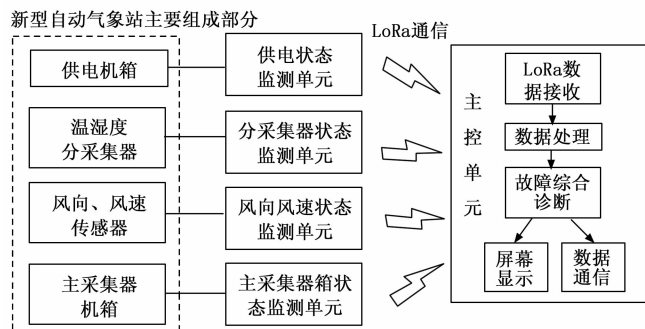 新型自动气象站主要组成部分
供电机箱
温湿度
分采集器
风向、风速
传感器
主采集器
机箱
供电状态
监测单元
分采集器状态
监测单元
风向风速状态
监测单元
主采集器箱状
态监测单元
LoRa通信
主
控
单
元
LoRa数
据接收
数据处理
故障综合
诊断
屏幕
显示
数据
通信